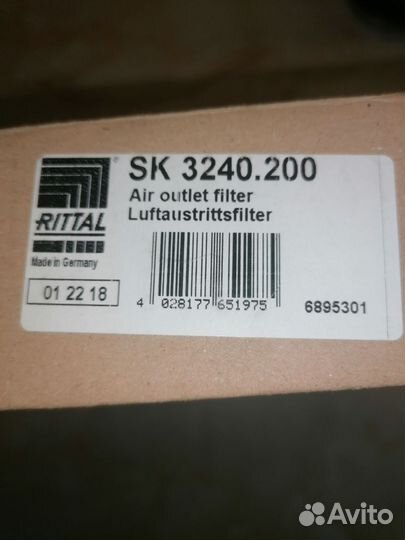 SK 3240.200
Air outlet filter
Luftaustrittsfilter
RITTAL
Made in Germany
01 22 18
4 028177 651975
6895301
Avito